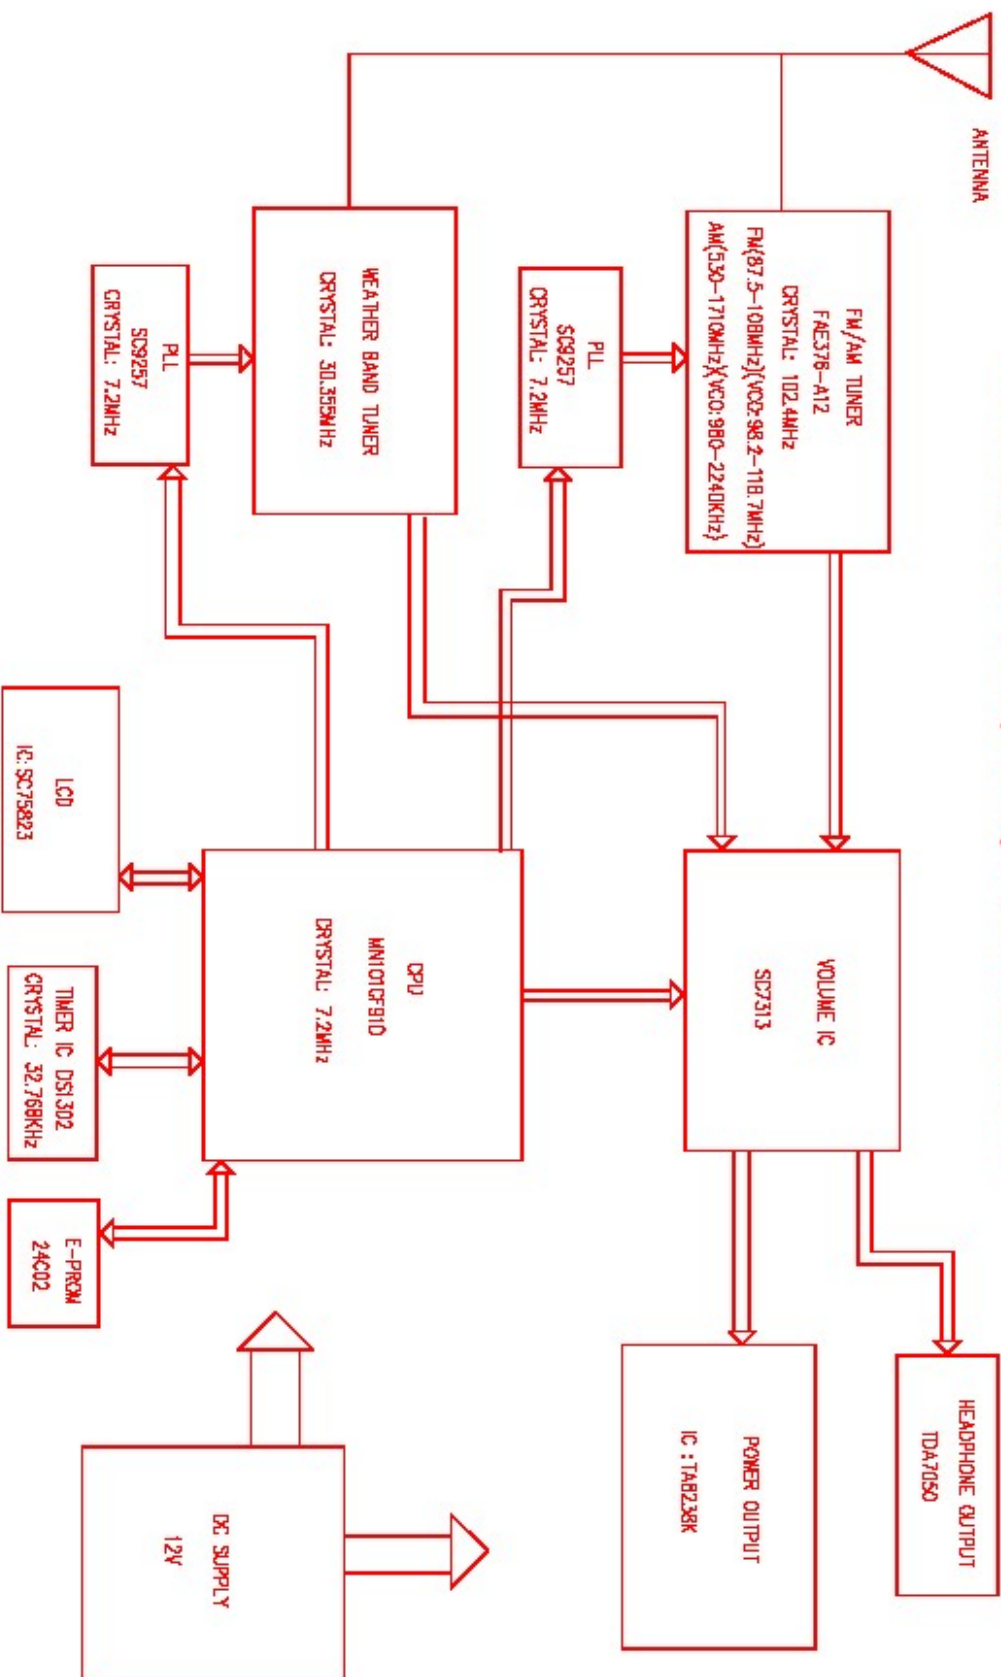 ANTENNA
FM/AM TUNER
FAE376-A12
CRYSTAL: 102.4MHz
FM(87.5-108MHz)(VCO:98.2-118.7MHz)
AM(530-1710MHz)(VCO:980-2240KHz)
PLL
SC9257
CRYSTAL: 7.2MHz
WEATHER BAND TUNER
CRYSTAL: 30.355MHz
PLL
SC9257
CRYSTAL: 7.2MHz
VOLUME IC
SC7313
CPU
MN101CF91D
CRYSTAL: 7.2MHz
LCD
IC:SC75823
TIMER IC DS1302
CRYSTAL: 32.768KHz
E-PROM
24C02
HEADPHONE OUTPUT
TDA7050
POWER OUTPUT
IC :TA8238K
DC SUPPLY
12V